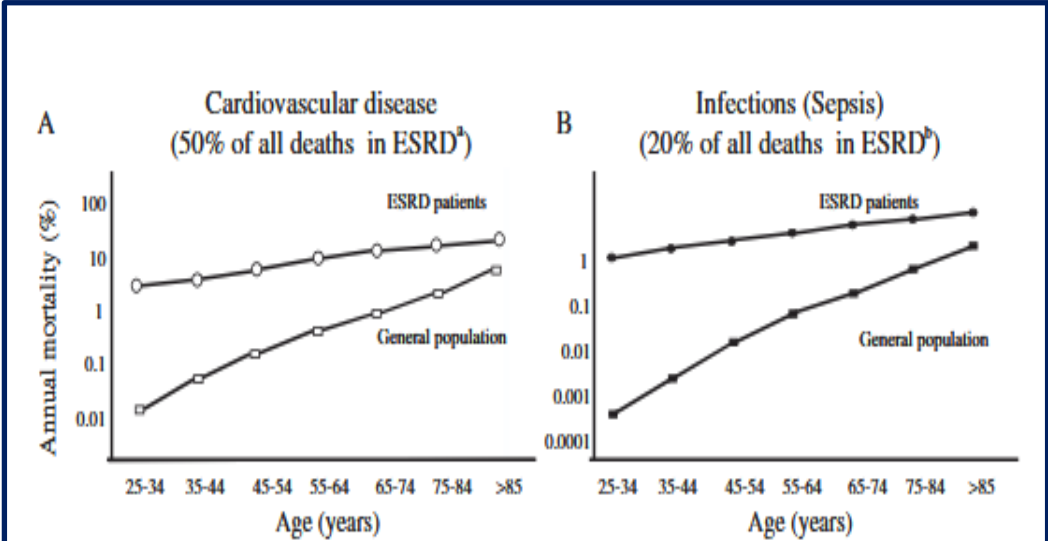 A
Cardiovascular disease
(50% of all deaths in ESRDª)
Annual mortality (%)
100
10
1
0.1
0.01
ESRD patients
General population
25-34 35-44 45-54 55-64 65-74 75-84 >85
Age (years)
B
Infections (Sepsis)
(20% of all deaths in ESRDᵇ)
1
0.1
0.01
0.001
0.0001
ESRD patients
General population
25-34 35-44 45-54 55-64 65-74 75-84 >85
Age (years)